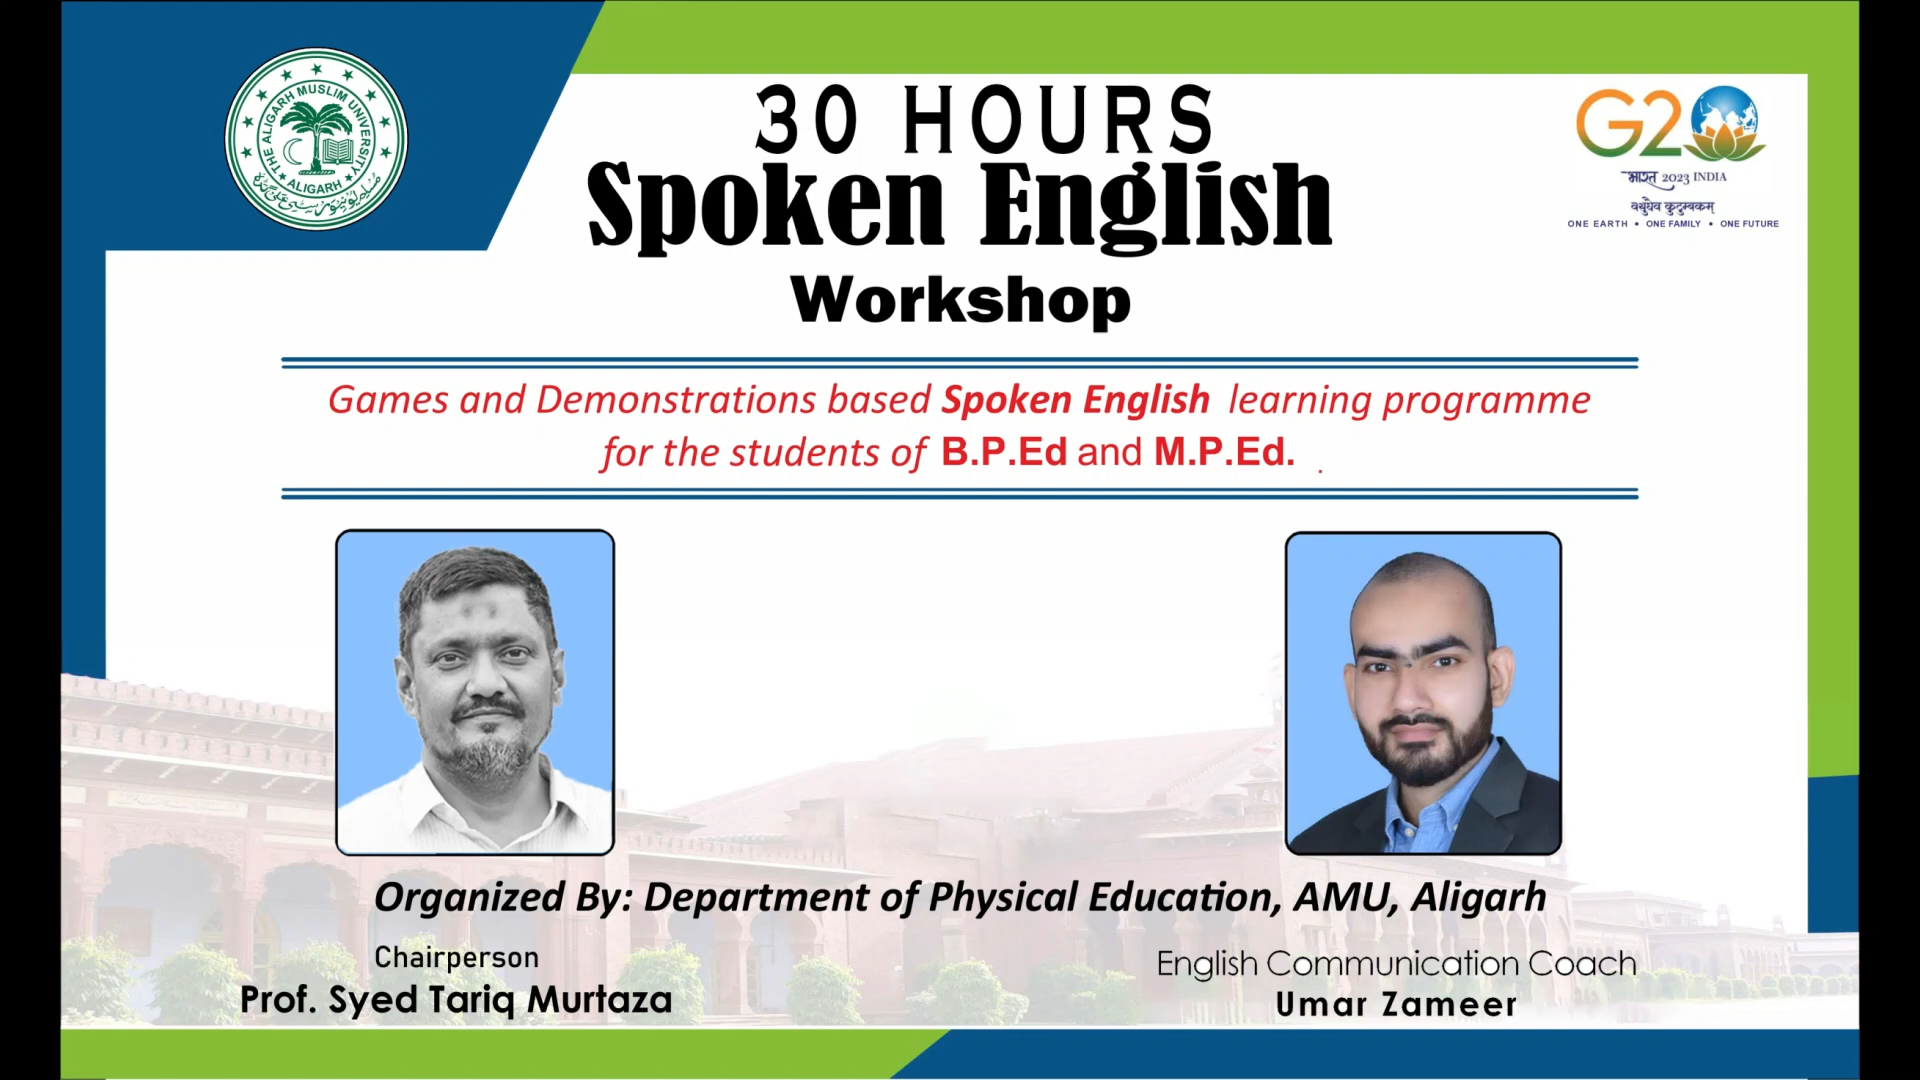 THE ALIGARH MUSLIM UNIVERSITY
ALIGARH
30 HOURS
Spoken English
Workshop
G20
भारत 2023 INDIA
वसुधैव कुटुम्बकम्
ONE EARTH • ONE FAMILY • ONE FUTURE
Games and Demonstrations based Spoken English learning programme
for the students of B.P.Ed and M.P.Ed. .
Organized By: Department of Physical Education, AMU, Aligarh
Chairperson
Prof. Syed Tariq Murtaza
English Communication Coach
Umar Zameer